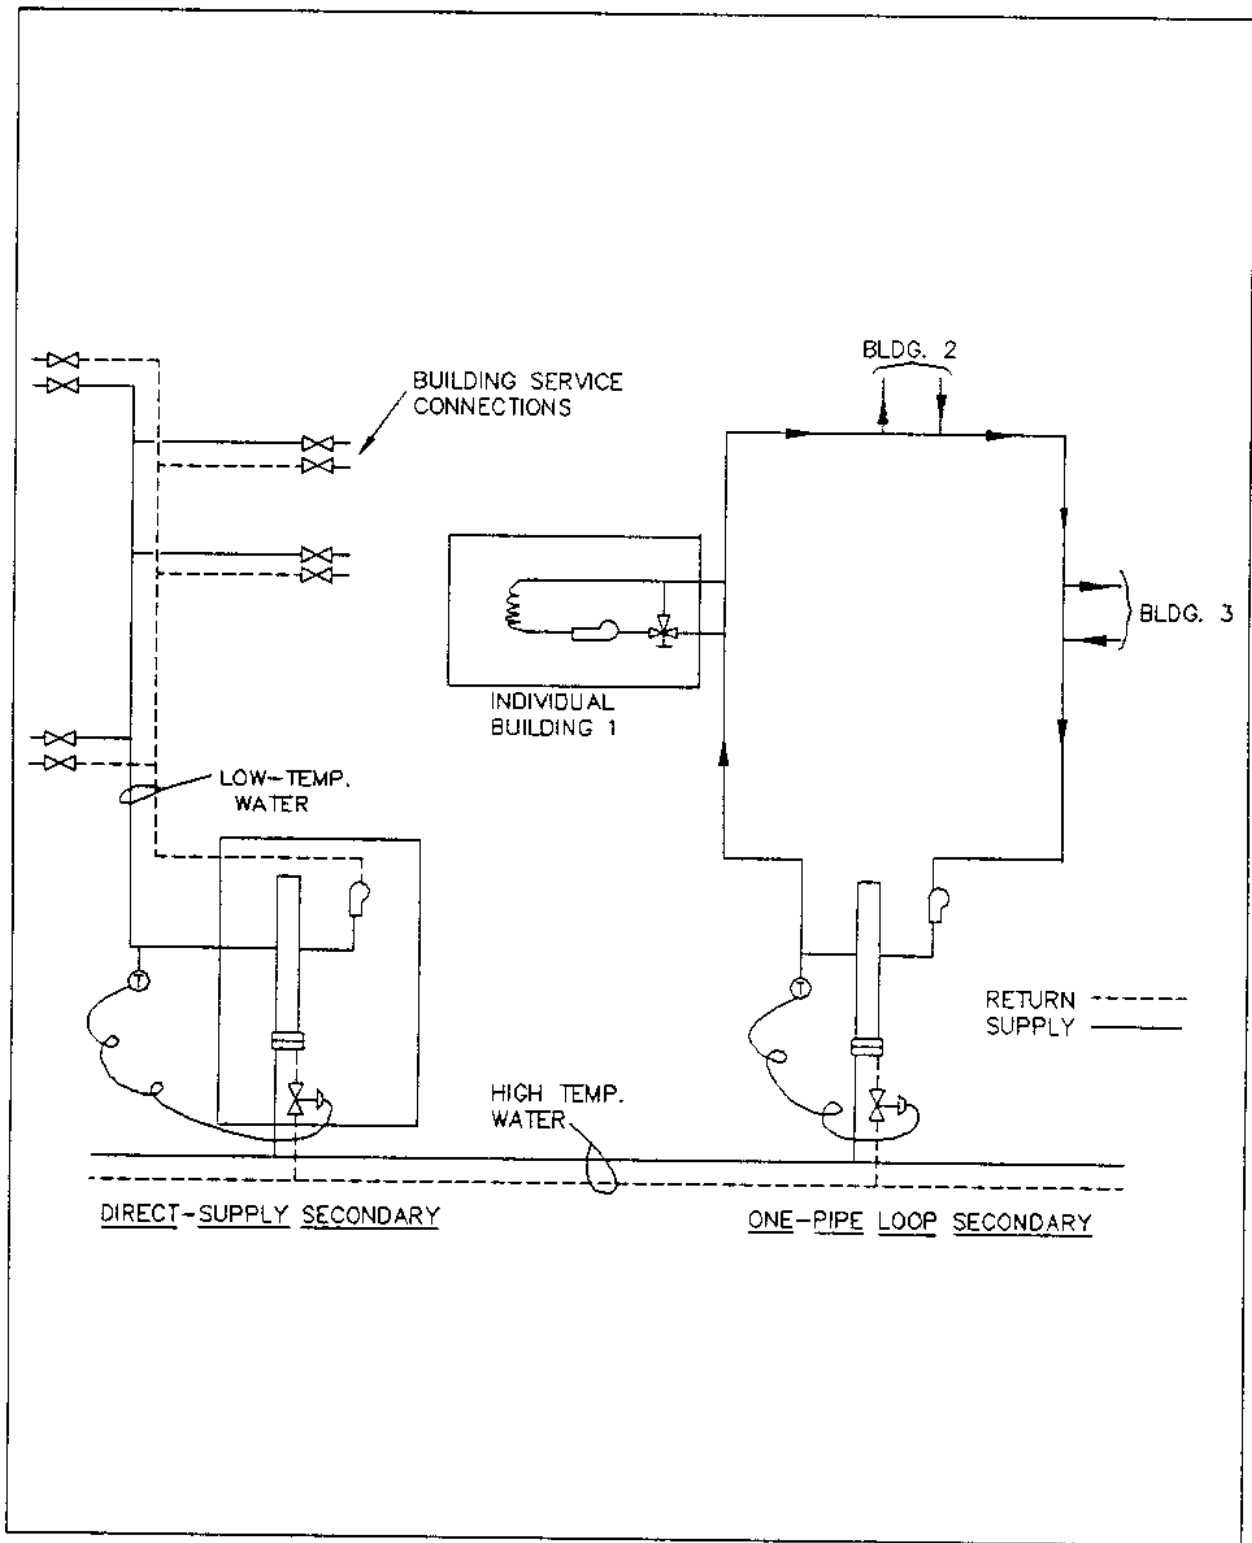 BLDG. 2
BUILDING SERVICE
CONNECTIONS
BLDG. 3
INDIVIDUAL
BUILDING 1
LOW-TEMP.
WATER
T
T
RETURN
SUPPLY
HIGH TEMP.
WATER
DIRECT-SUPPLY SECONDARY
ONE-PIPE LOOP SECONDARY